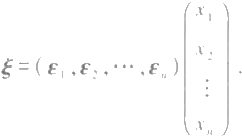 ξ = ( ε₁ , ε₂ , ⋯ , εₙ ) ( x₁ x₂ ⋮ xₙ ) ,